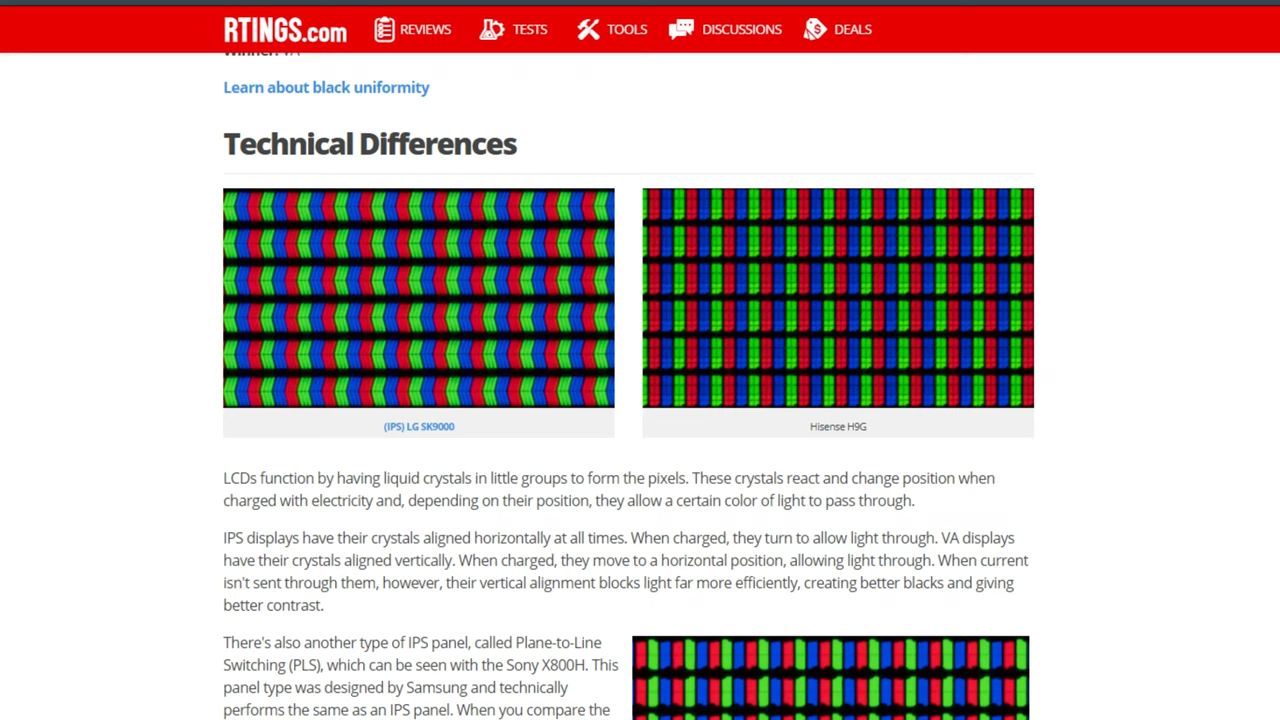 RTINGS.com REVIEWS TESTS TOOLS DISCUSSIONS DEALS
Winner: VA
Learn about black uniformity
Technical Differences
(IPS) LG SK9000
Hisense H9G
LCDs function by having liquid crystals in little groups to form the pixels. These crystals react and change position when
charged with electricity and, depending on their position, they allow a certain color of light to pass through.
IPS displays have their crystals aligned horizontally at all times. When charged, they turn to allow light through. VA displays
have their crystals aligned vertically. When charged, they move to a horizontal position, allowing light through. When current
isn't sent through them, however, their vertical alignment blocks light far more efficiently, creating better blacks and giving
better contrast.
There's also another type of IPS panel, called Plane-to-Line
Switching (PLS), which can be seen with the Sony X800H. This
panel type was designed by Samsung and technically
performs the same as an IPS panel. When you compare the